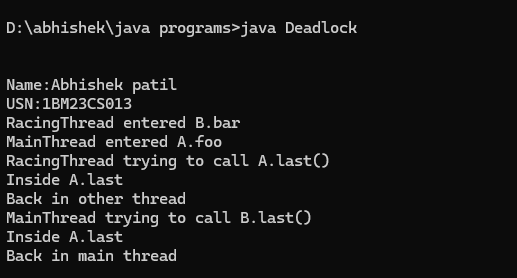 D:\abhishek\java programs>java Deadlock
Name:Abhishek patil
USN:1BM23CS013
RacingThread entered B.bar
MainThread entered A.foo
RacingThread trying to call A.last()
Inside A.last
Back in other thread
MainThread trying to call B.last()
Inside A.last
Back in main thread